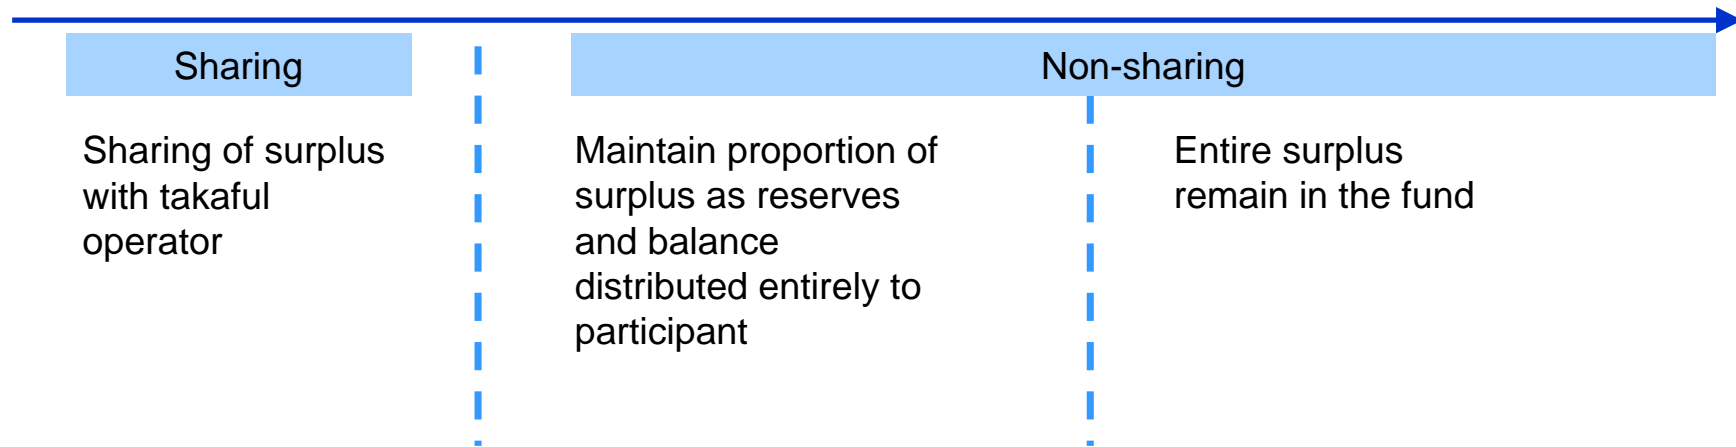 Sharing
Non-sharing
Sharing of surplus
with takaful
operator
Maintain proportion of
surplus as reserves
and balance
distributed entirely to
participant
Entire surplus
remain in the fund